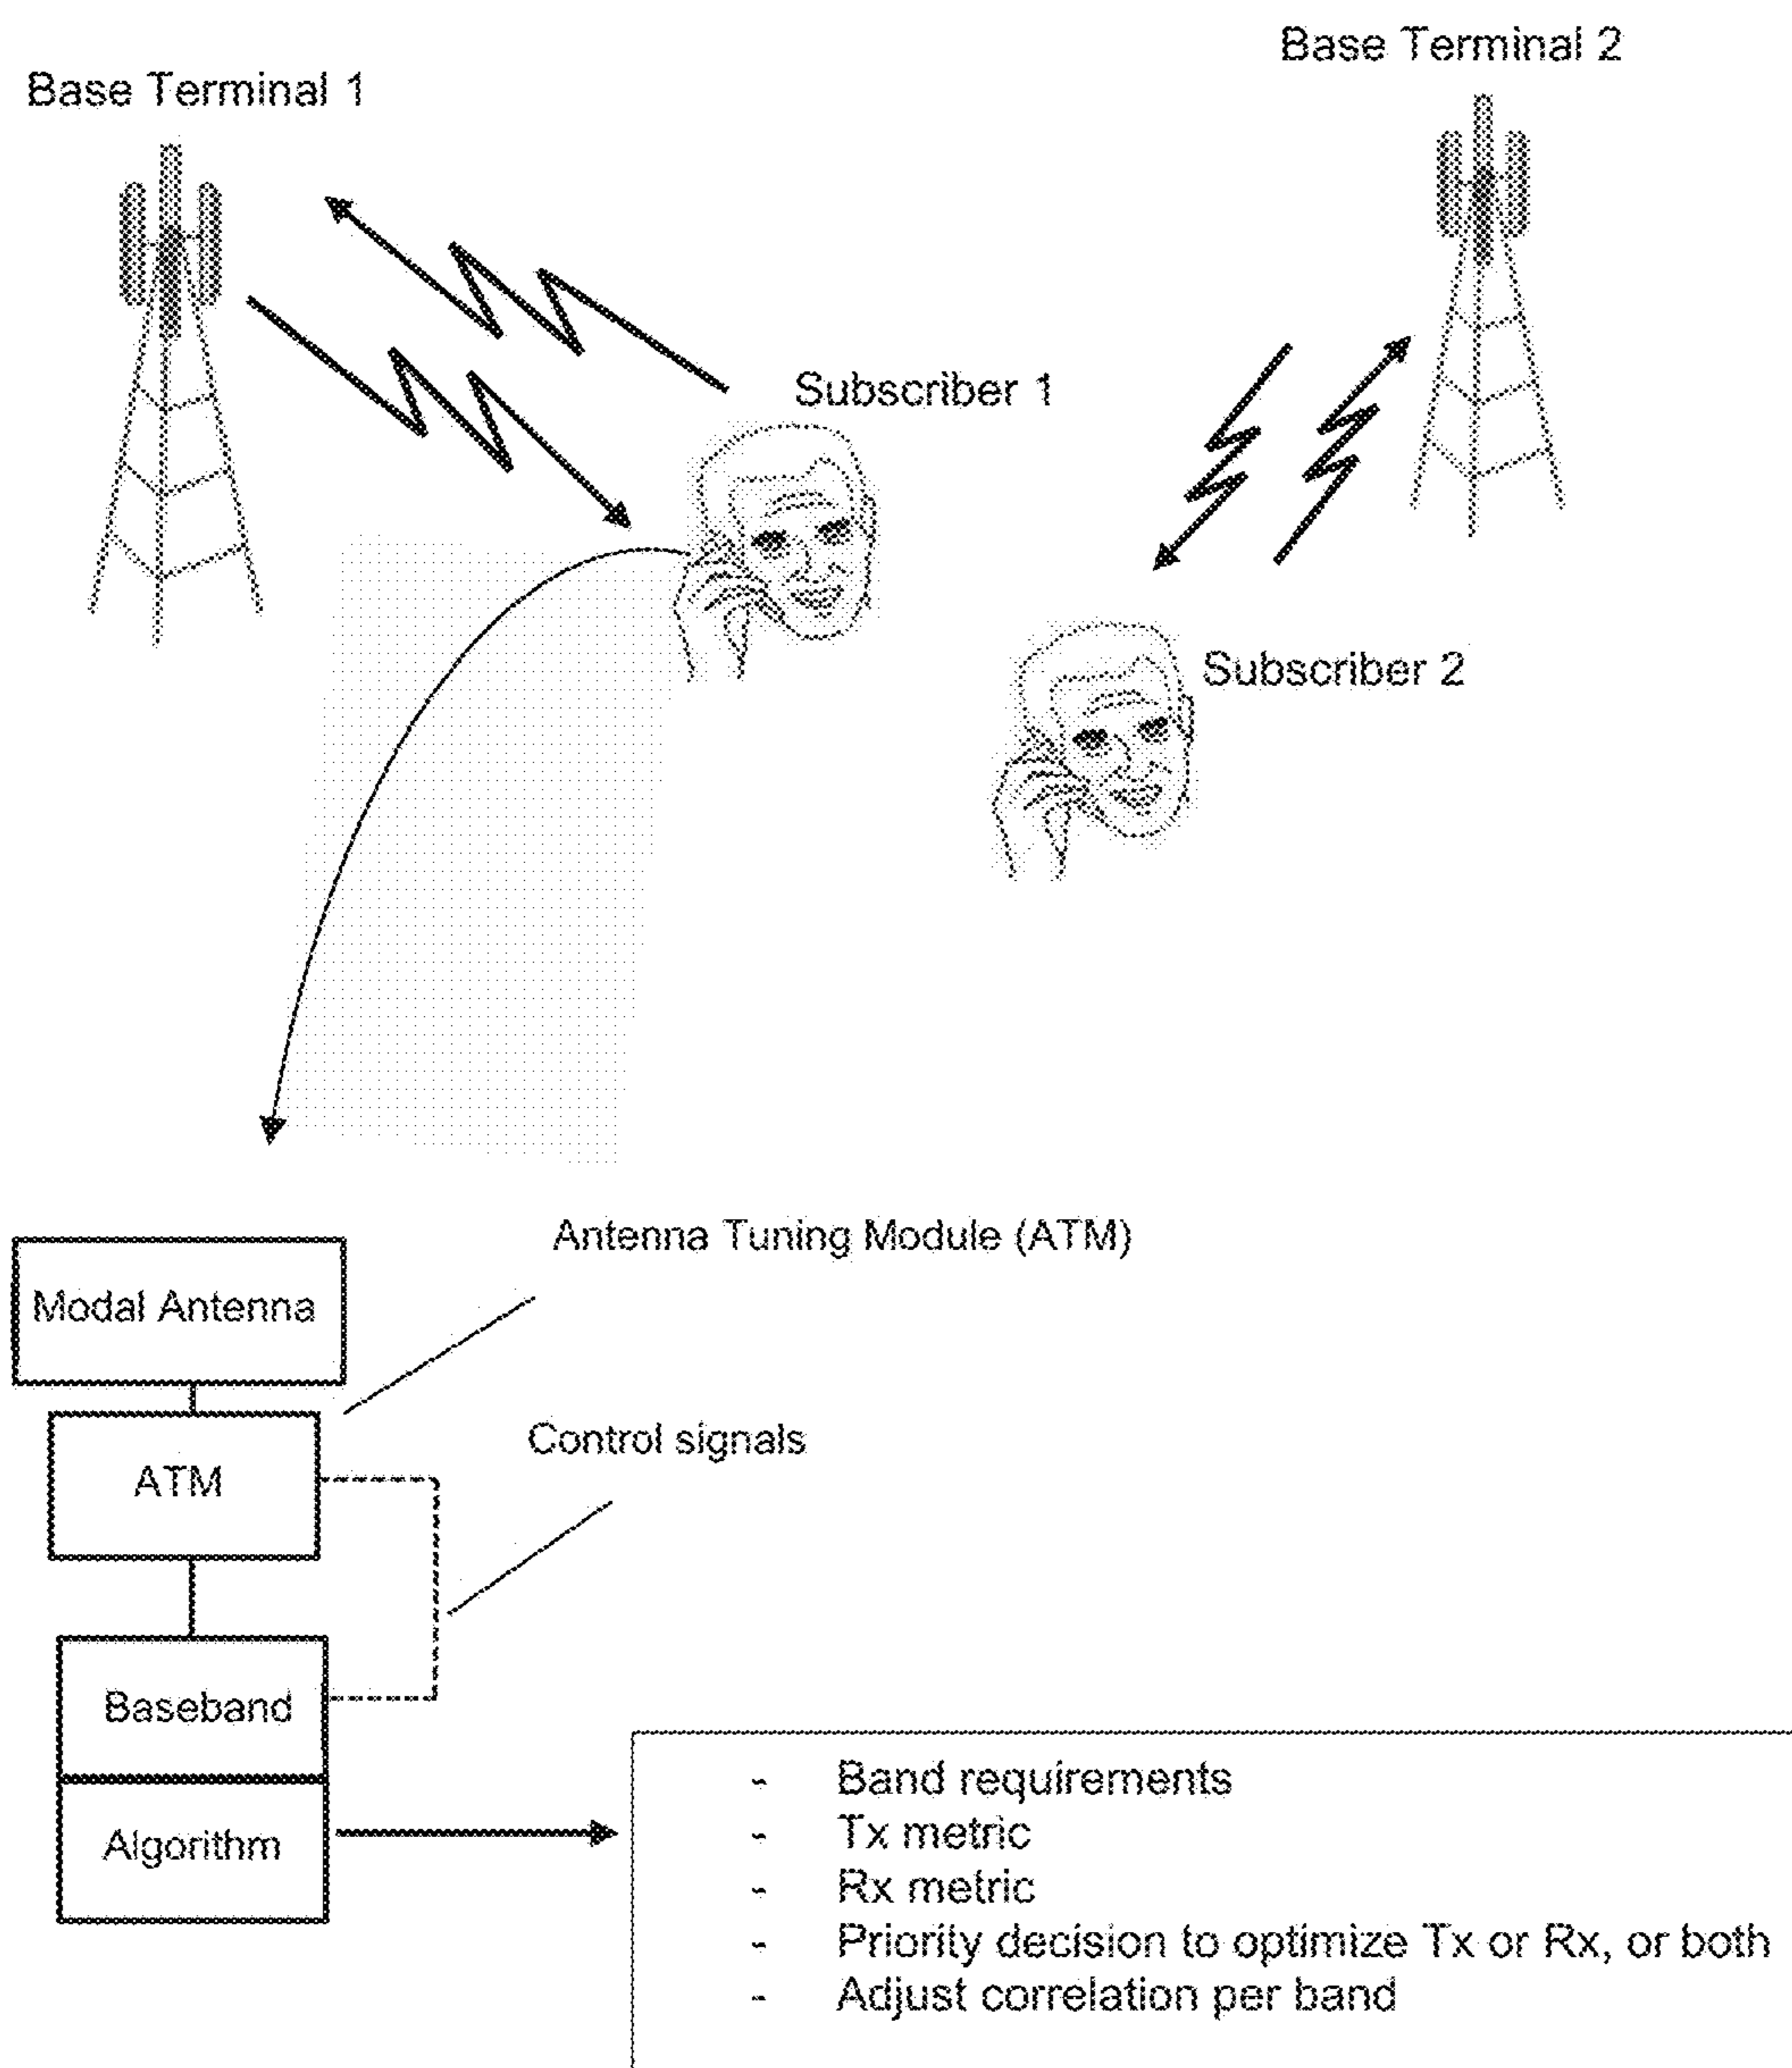 Base Terminal 1
Base Terminal 2
Subscriber 1
Subscriber 2
Antenna Tuning Module (ATM)
Modal Antenna
Control signals
ATM
Baseband
Algorithm
- Band requirements
- Tx metric
- Rx metric
- Priority decision to optimize Tx or Rx, or both
- Adjust correlation per band